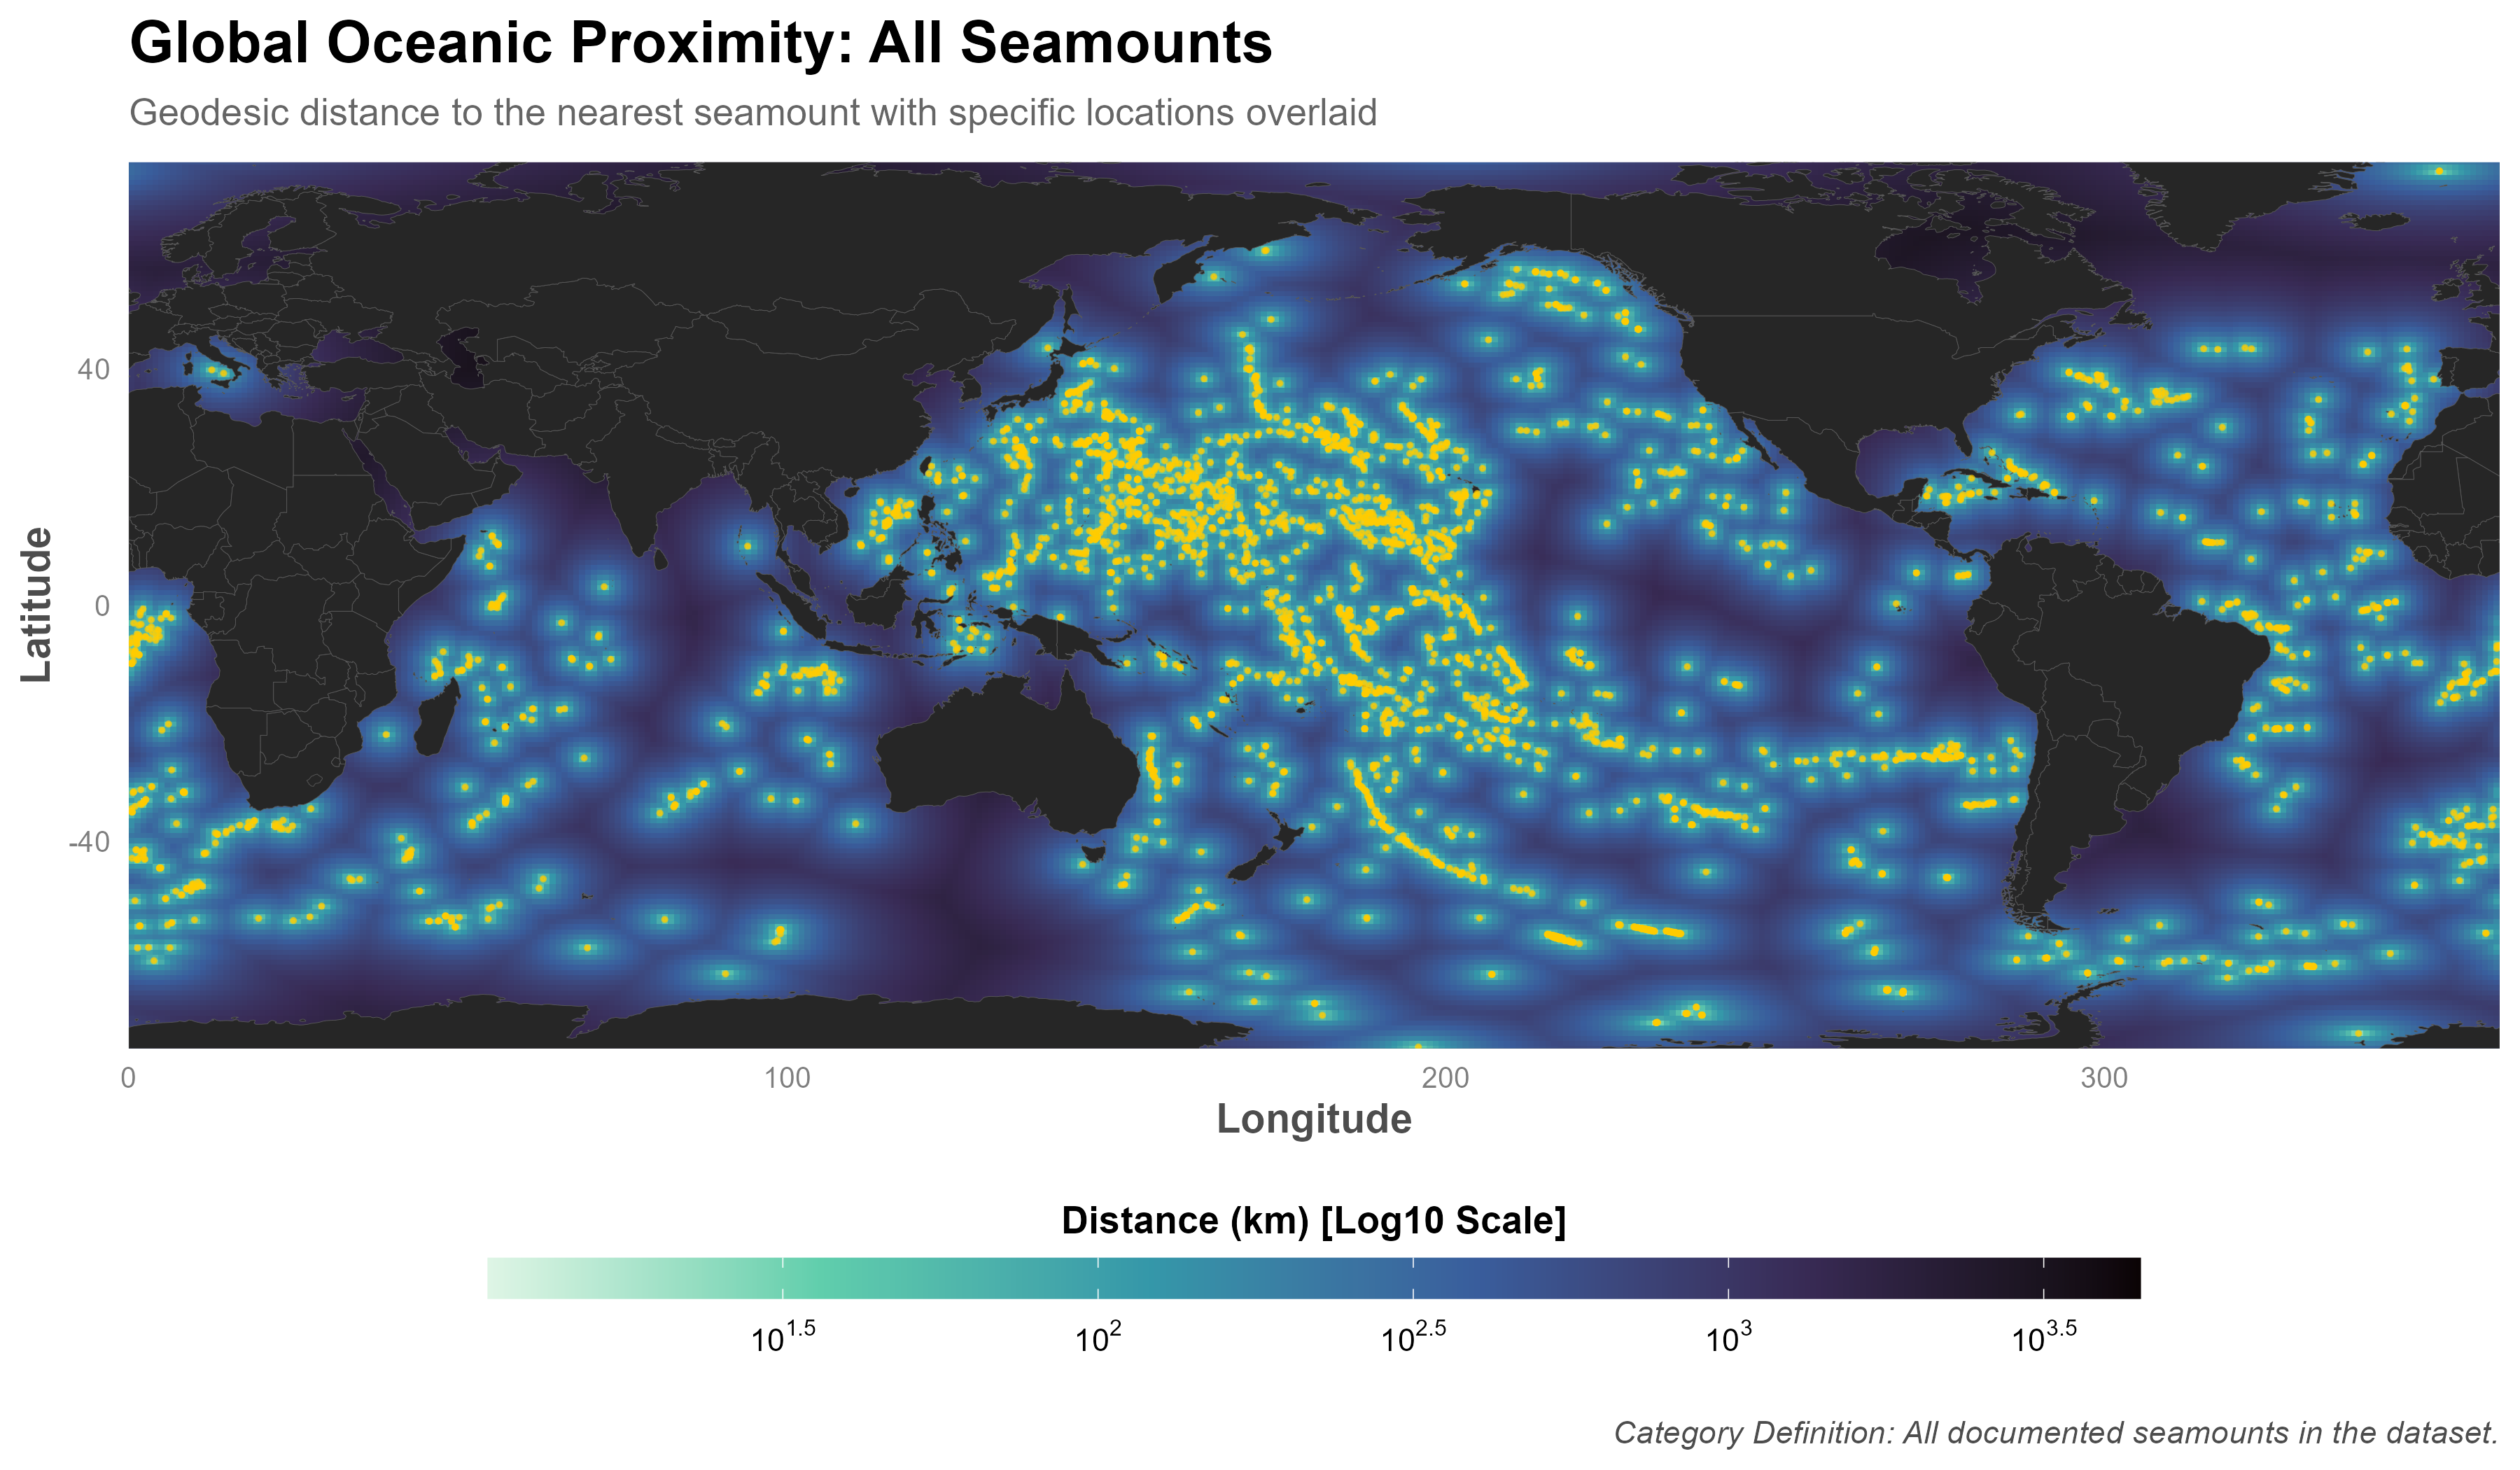 Global Oceanic Proximity: All Seamounts
Geodesic distance to the nearest seamount with specific locations overlaid
Latitude
40
0
-40
0 100 200 300
Longitude
Distance (km) [Log10 Scale]
10^1.5 10^2 10^2.5 10^3 10^3.5
Category Definition: All documented seamounts in the dataset.